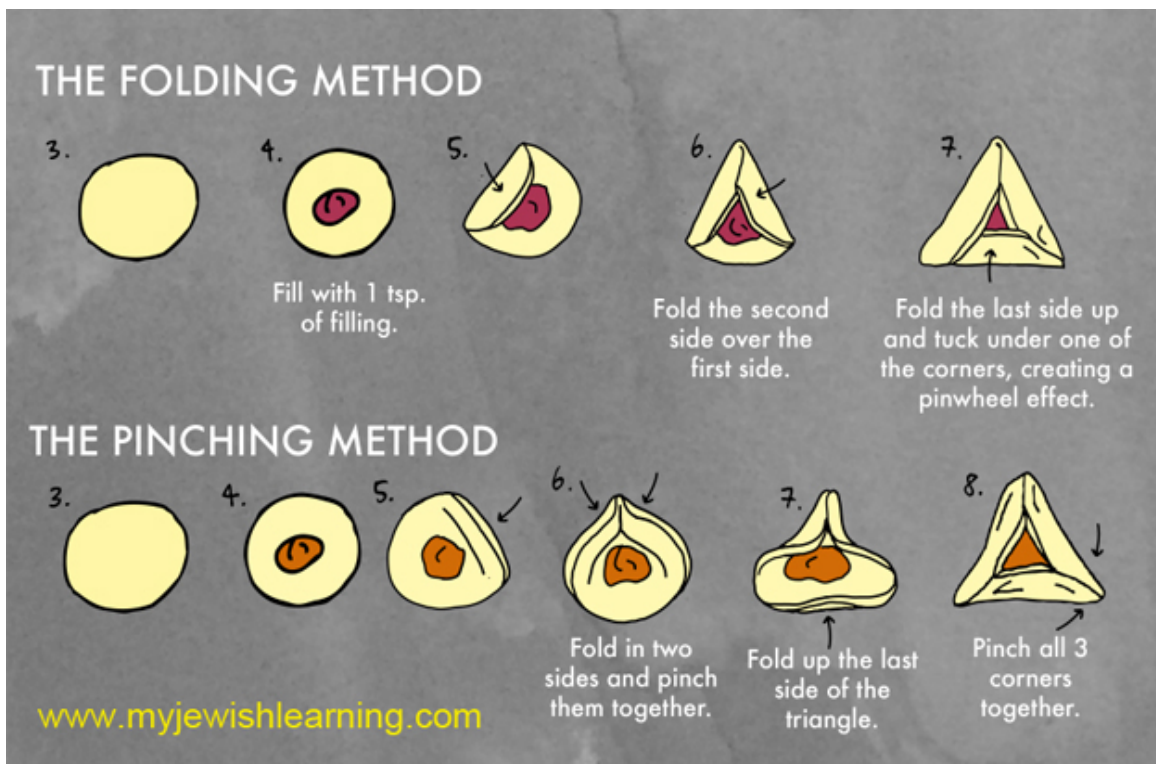 THE FOLDING METHOD
3.
4.
5.
6.
7.
Fill with 1 tsp.
of filling.
Fold the second
side over the
first side.
Fold the last side up
and tuck under one of
the corners, creating a
pinwheel effect.
THE PINCHING METHOD
3.
4.
5.
6.
7.
8.
Fold in two
sides and pinch
them together.
Fold up the last
side of the
triangle.
Pinch all 3
corners
together.
www.myjewishlearning.com